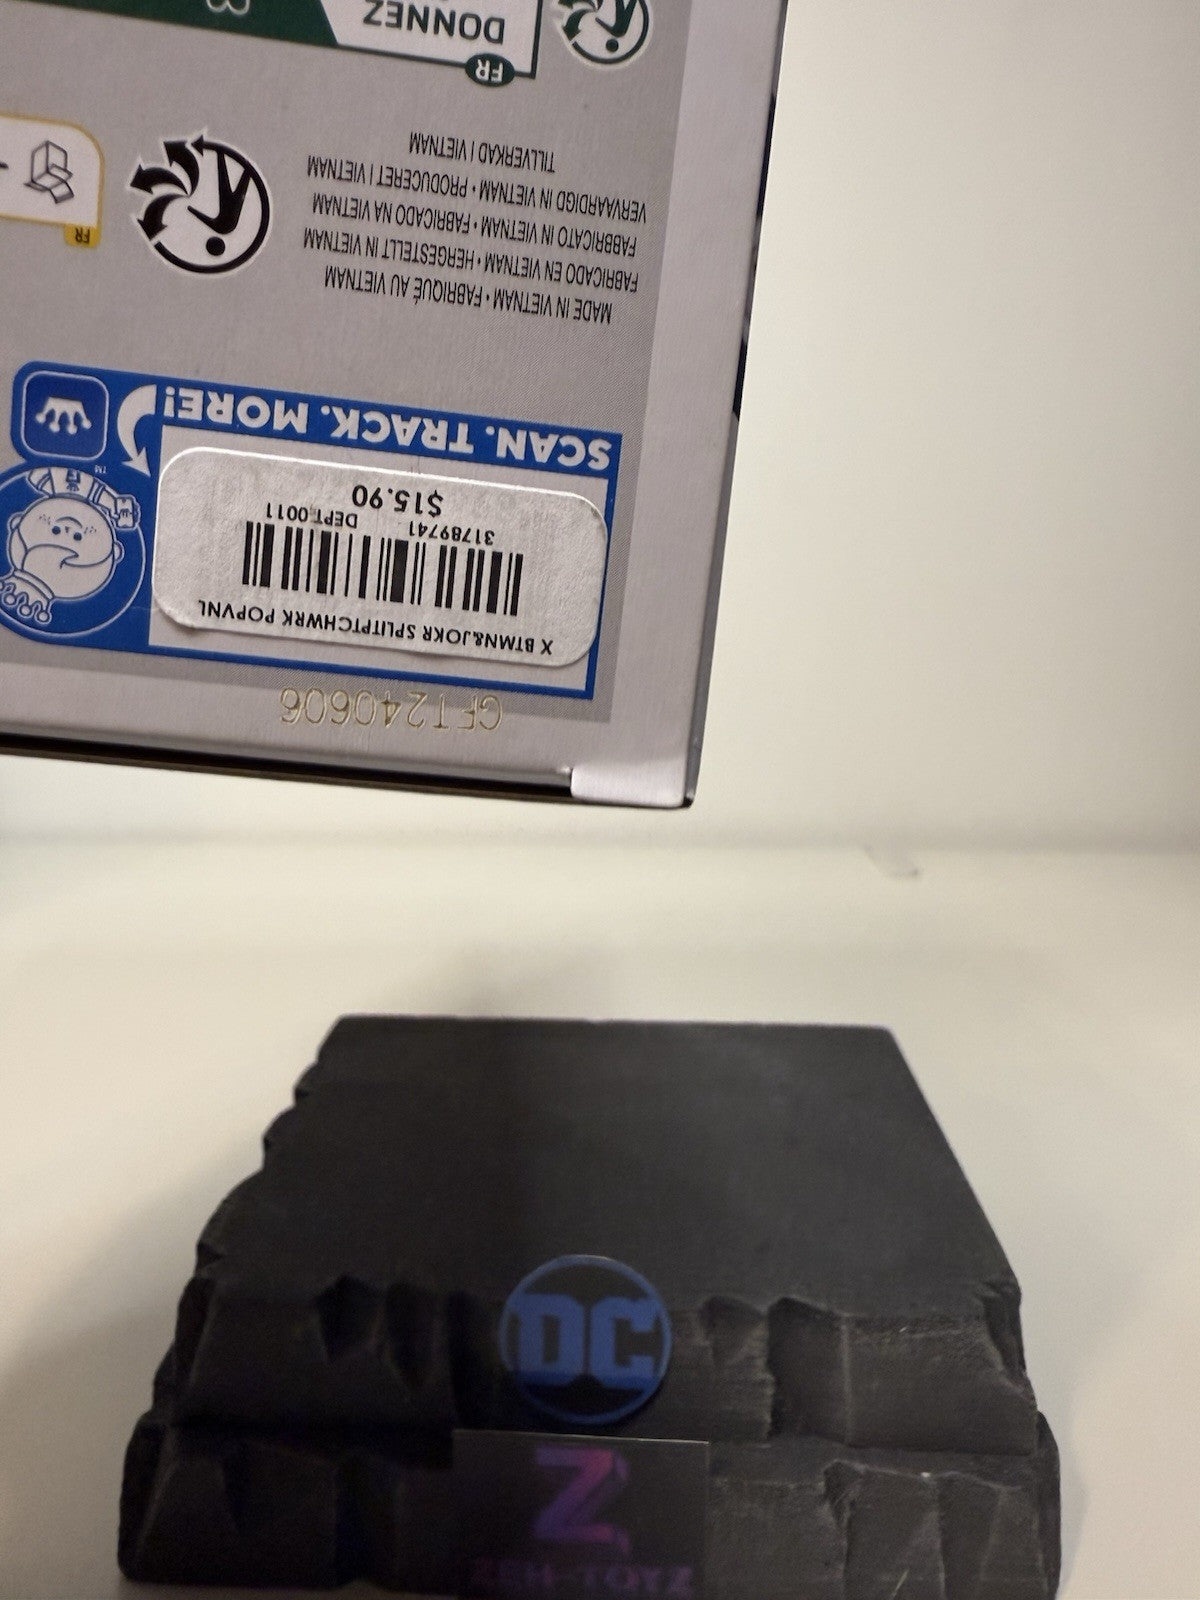 GFT240606
X BTMN&JOKR SPLITPTCHWRK POPVNL
31789741 DEPT.0011
$15.90
SCAN. TRACK. MORE!
TM
MADE IN VIETNAM • FABRIQUÉ AU VIETNAM
FABRICADO EN VIETNAM • HERGESTELLT IN VIETNAM
FABBRICATO IN VIETNAM • FABRICADO NA VIETNAM
VERVAARDIGD IN VIETNAM • PRODUCERET I VIETNAM
TILLVERKAD I VIETNAM
FR
FR
DONNEZ
DC
Z